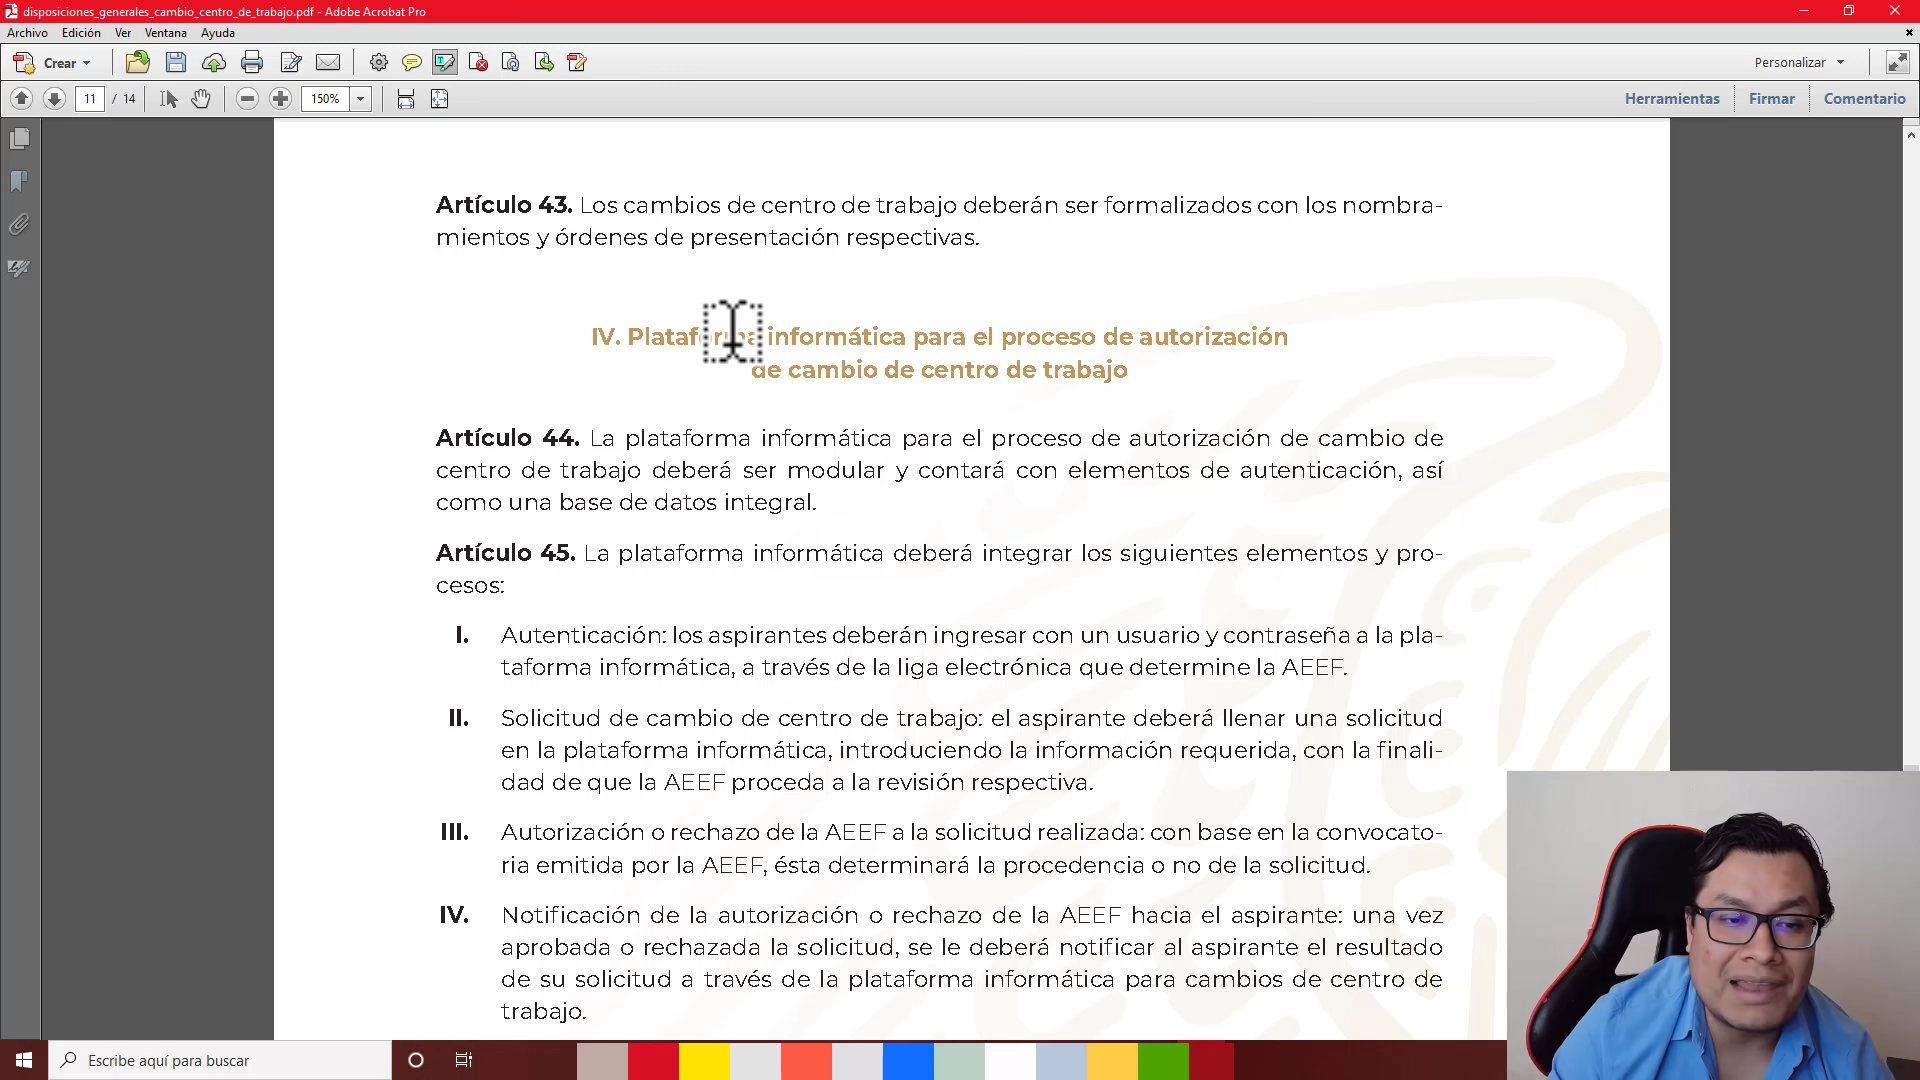 disposiciones_generales_cambio_centro_de_trabajo.pdf - Adobe Acrobat Pro
Archivo Edición Ver Ventana Ayuda
Crear
Personalizar
11 / 14
150%
Herramientas Firmar Comentario
Artículo 43. Los cambios de centro de trabajo deberán ser formalizados con los nombra-
mientos y órdenes de presentación respectivas.
IV. Plataforma informática para el proceso de autorización
de cambio de centro de trabajo
Artículo 44. La plataforma informática para el proceso de autorización de cambio de
centro de trabajo deberá ser modular y contará con elementos de autenticación, así
como una base de datos integral.
Artículo 45. La plataforma informática deberá integrar los siguientes elementos y pro-
cesos:
I. Autenticación: los aspirantes deberán ingresar con un usuario y contraseña a la pla-
taforma informática, a través de la liga electrónica que determine la AEEF.
II. Solicitud de cambio de centro de trabajo: el aspirante deberá llenar una solicitud
en la plataforma informática, introduciendo la información requerida, con la finali-
dad de que la AEEF proceda a la revisión respectiva.
III. Autorización o rechazo de la AEEF a la solicitud realizada: con base en la convocato-
ria emitida por la AEEF, ésta determinará la procedencia o no de la solicitud.
IV. Notificación de la autorización o rechazo de la AEEF hacia el aspirante: una vez
aprobada o rechazada la solicitud, se le deberá notificar al aspirante el resultado
de su solicitud a través de la plataforma informática para cambios de centro de
trabajo.
Escribe aquí para buscar